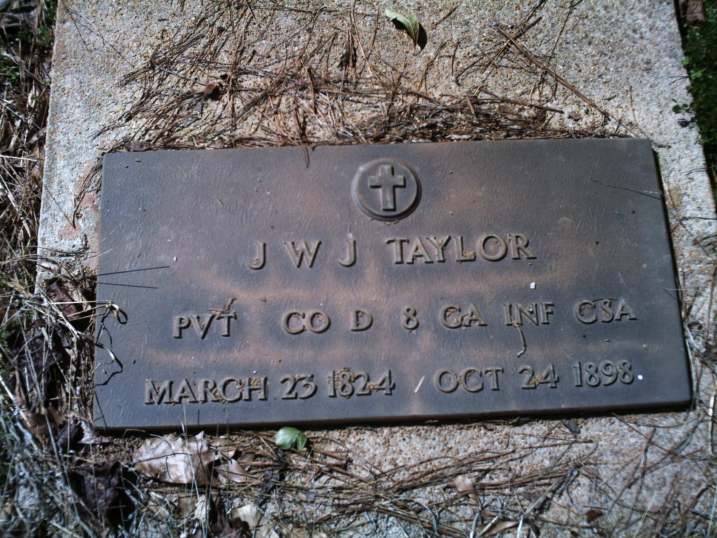 J W J TAYLOR
PVT CO D 8 GA INF CSA
MARCH 23 1824 OCT 24 1898